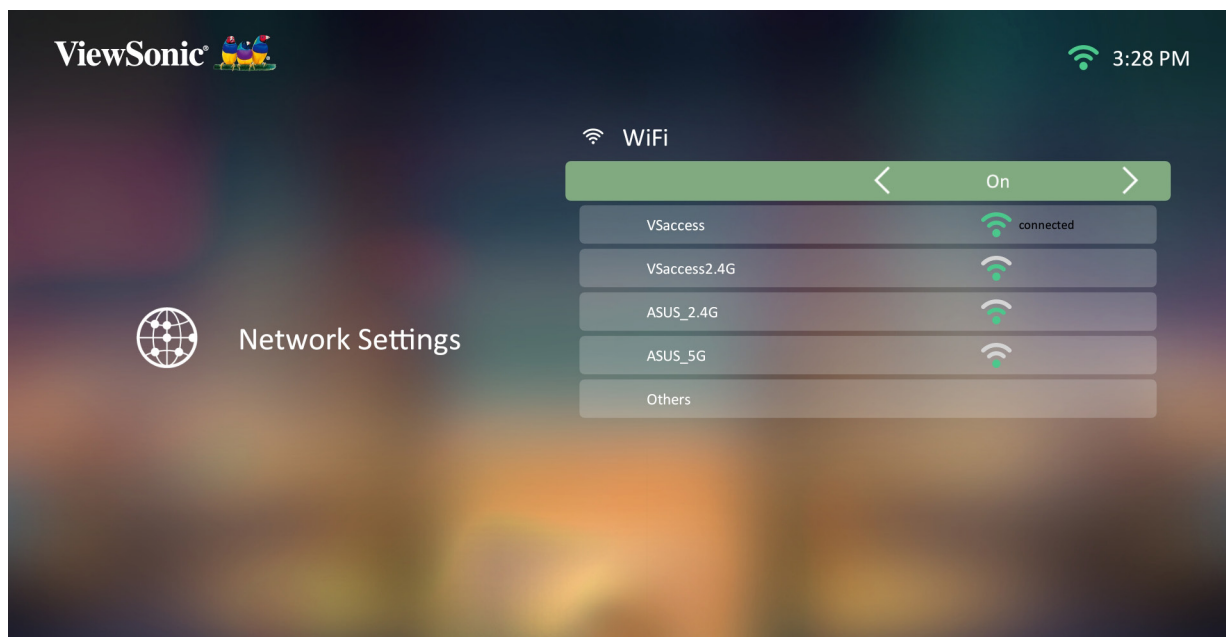 ViewSonic®
3:28 PM
WiFi
On
VSaccess
connected
VSaccess2.4G
ASUS_2.4G
Network Settings
ASUS_5G
Others